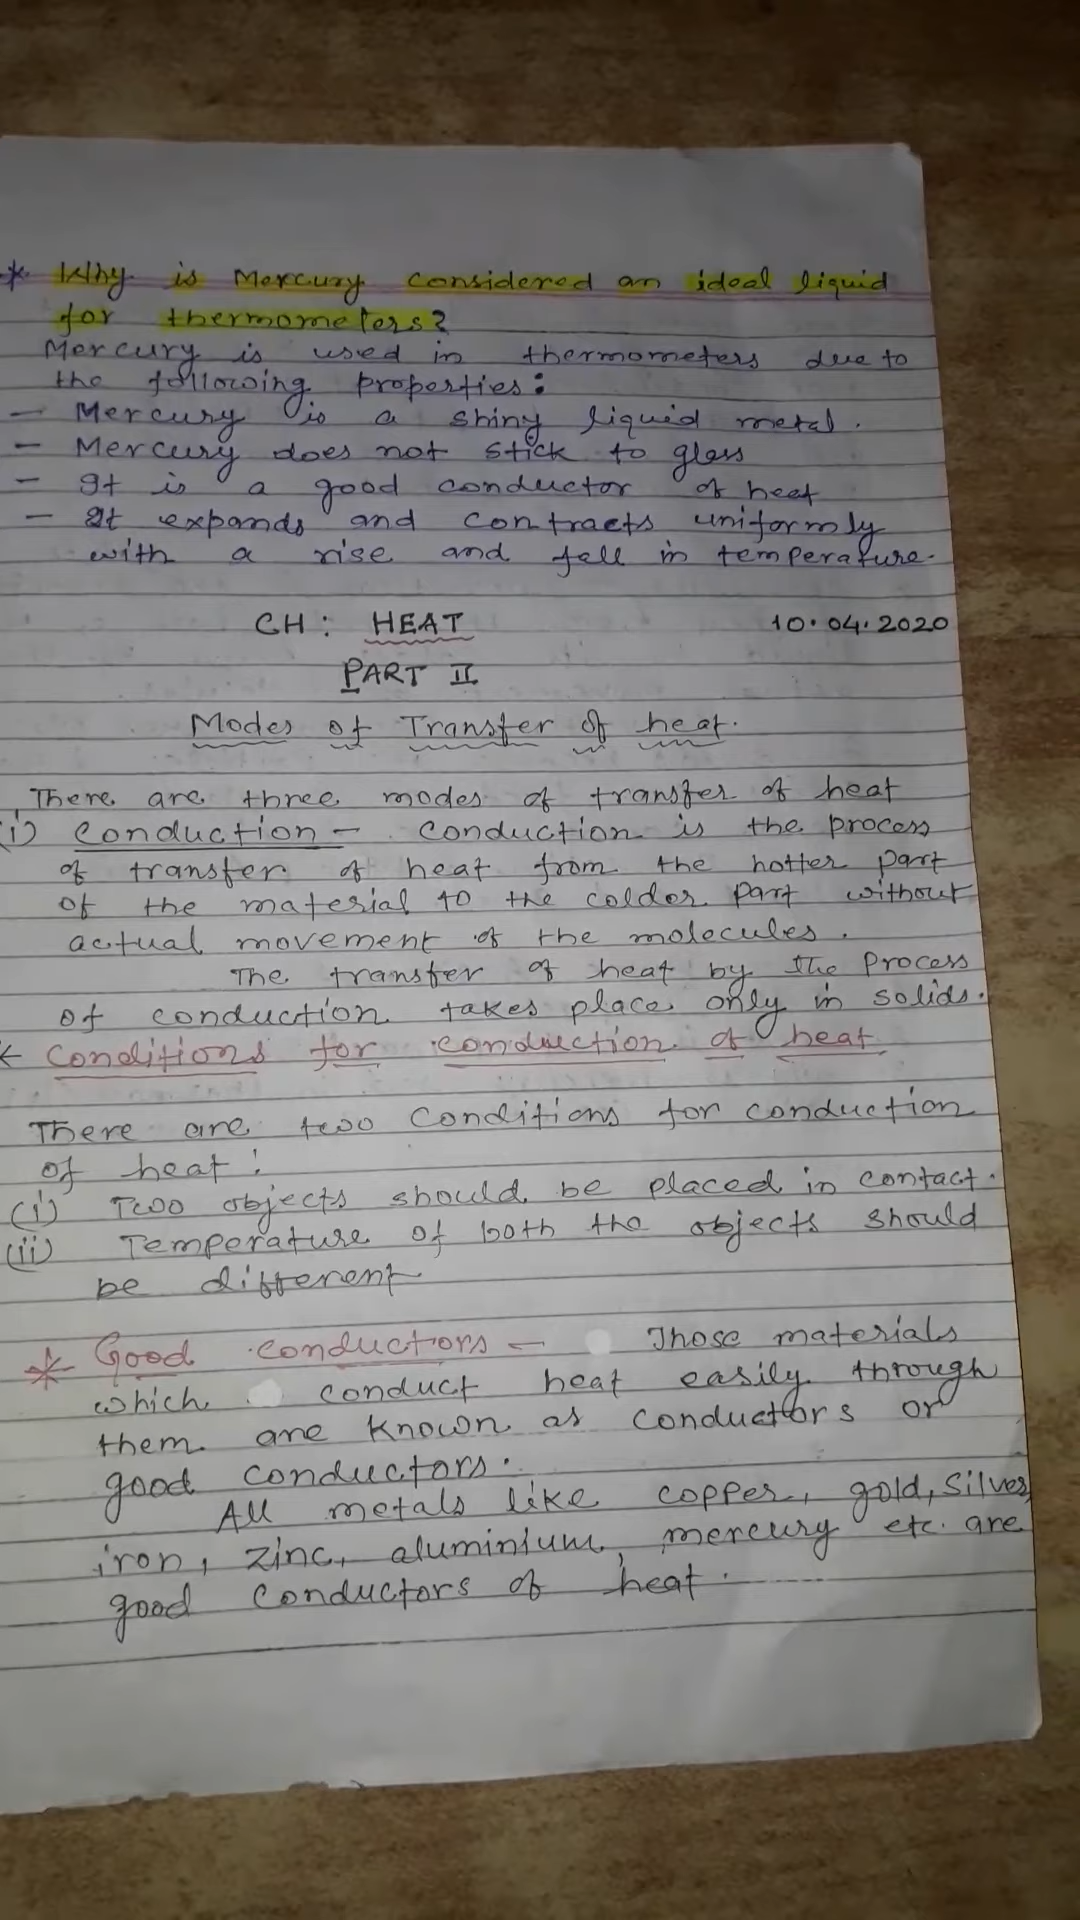 * Why is Mercury considered an ideal liquid
for thermometers?
Mercury is used in thermometers due to
the following properties:
- Mercury is a shiny liquid metal.
- Mercury does not stick to glass
- It is a good conductor of heat
- It expands and contracts uniformly
with a rise and fall in temperature.
CH: HEAT 10.04.2020
PART II
Modes of Transfer of heat.
There are three modes of transfer of heat
(i) Conduction - conduction is the process
of transfer of heat from the hotter part
of the material to the colder part without
actual movement of the molecules.
The transfer of heat by the process
of conduction takes place only in solids.
* Conditions for conduction of heat
There are two conditions for conduction
of heat:
(i) Two objects should be placed in contact.
(ii) Temperature of both the objects should
be different
* Good conductors - Those materials
which conduct heat easily through
them are known as conductors or
good conductors.
All metals like copper, gold, silver,
iron, zinc, aluminium, mercury etc. are
good conductors of heat.